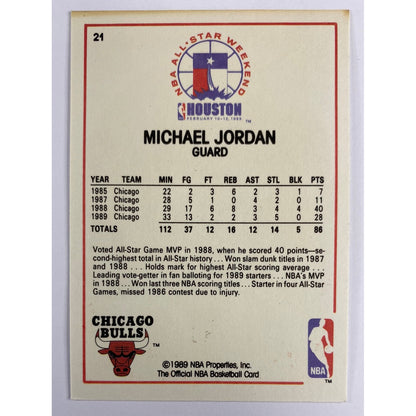 21
NBA ALL-STAR WEEKEND
NBA HOUSTON
FEBRUARY 10-12, 1989
MICHAEL JORDAN
GUARD
YEAR TEAM MIN FG FT REB AST STL BLK PTS
1985 Chicago 22 2 3 6 2 3 1 7
1987 Chicago 28 5 1 0 4 2 0 11
1988 Chicago 29 17 6 8 3 4 4 40
1989 Chicago 33 13 2 2 3 5 0 28
TOTALS 112 37 12 16 12 14 5 86
Voted All-Star Game MVP in 1988, when he scored 40 points—sec-
ond-highest total in All-Star history . . . Won slam dunk titles in 1987
and 1988 . . . Holds mark for highest All-Star scoring average . . .
Leading vote-getter in fan balloting for 1989 starters . . . NBA's MVP
in 1988 . . . Won last three NBA scoring titles . . . Starter in four All-Star
Games, missed 1986 contest due to injury.
CHICAGO
BULLS
TM
NBA
TM
©1989 NBA Properties, Inc.
The Official NBA Basketball Card